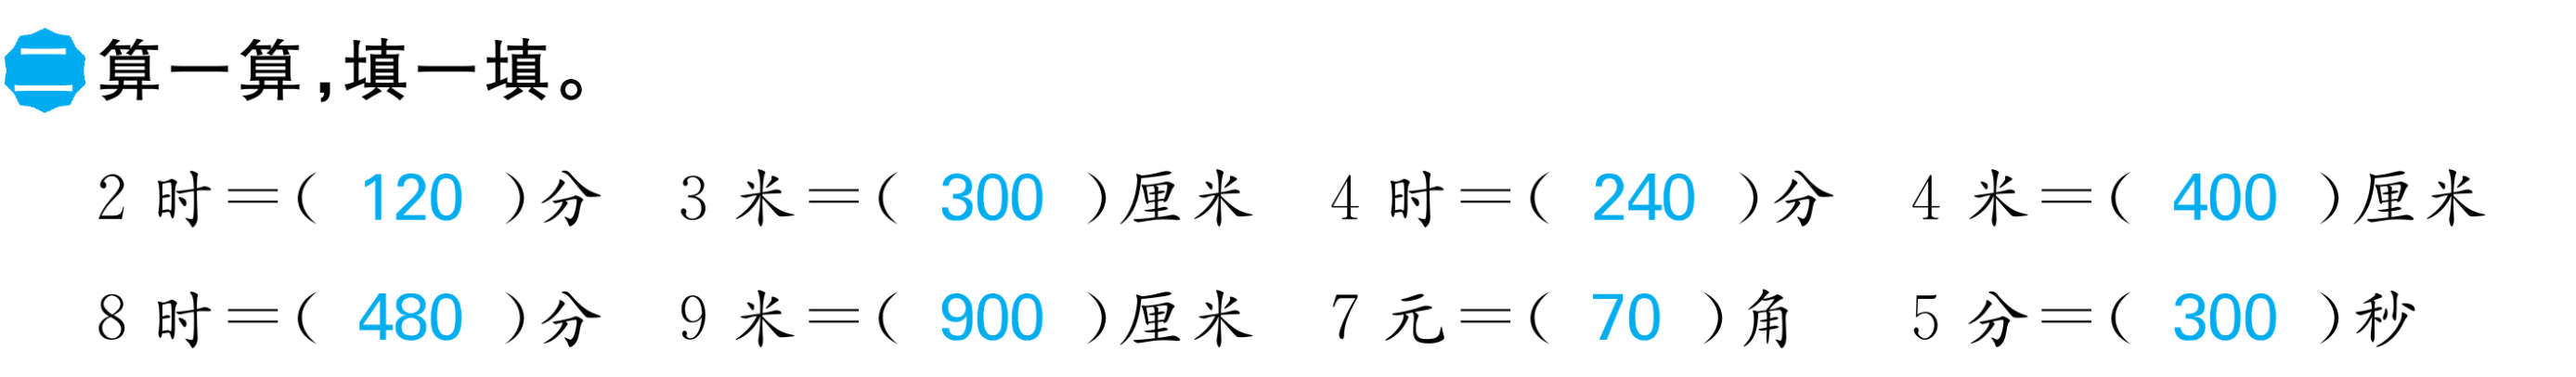 二 算一算,填一填。
2 时=( 120 )分 3 米=( 300 )厘米 4 时=( 240 )分 4 米=( 400 )厘米
8 时=( 480 )分 9 米=( 900 )厘米 7 元=( 70 )角 5 分=( 300 )秒